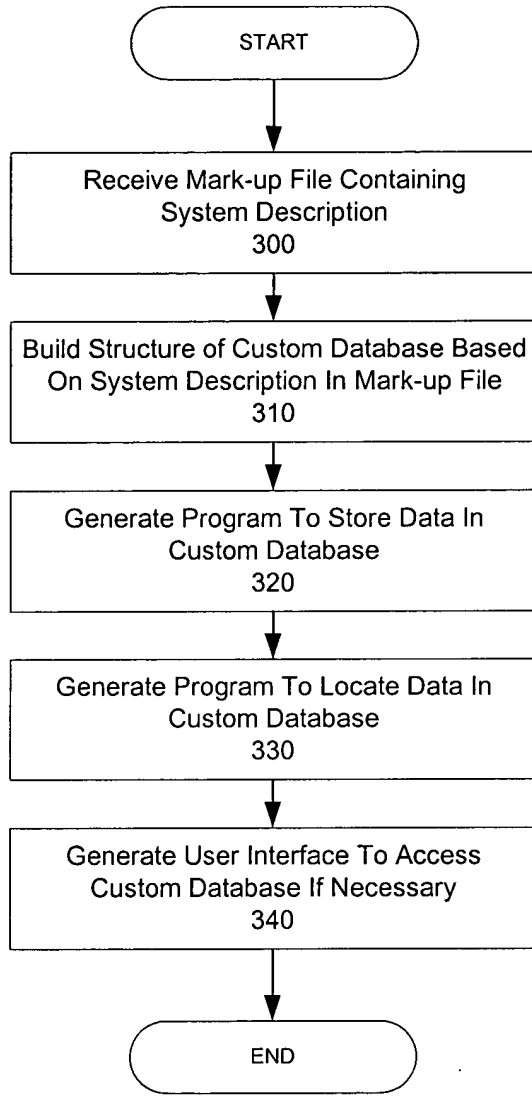 START
Receive Mark-up File Containing
System Description
300
Build Structure of Custom Database Based
On System Description In Mark-up File
310
Generate Program To Store Data In
Custom Database
320
Generate Program To Locate Data In
Custom Database
330
Generate User Interface To Access
Custom Database If Necessary
340
END